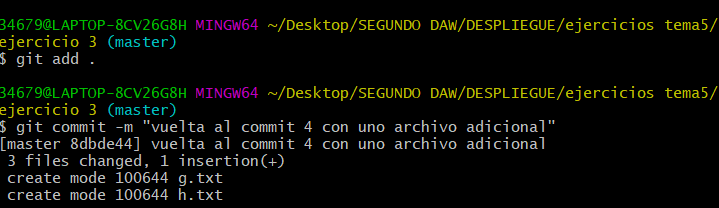 34679@LAPTOP-8CV26G8H MINGW64 ~/Desktop/SEGUNDO DAW/DESPLIEGUE/ejercicios tema5/
ejercicio 3 (master)
$ git add .
34679@LAPTOP-8CV26G8H MINGW64 ~/Desktop/SEGUNDO DAW/DESPLIEGUE/ejercicios tema5/
ejercicio 3 (master)
$ git commit -m "vuelta al commit 4 con uno archivo adicional"
[master 8dbde44] vuelta al commit 4 con uno archivo adicional
 3 files changed, 1 insertion(+)
 create mode 100644 g.txt
 create mode 100644 h.txt